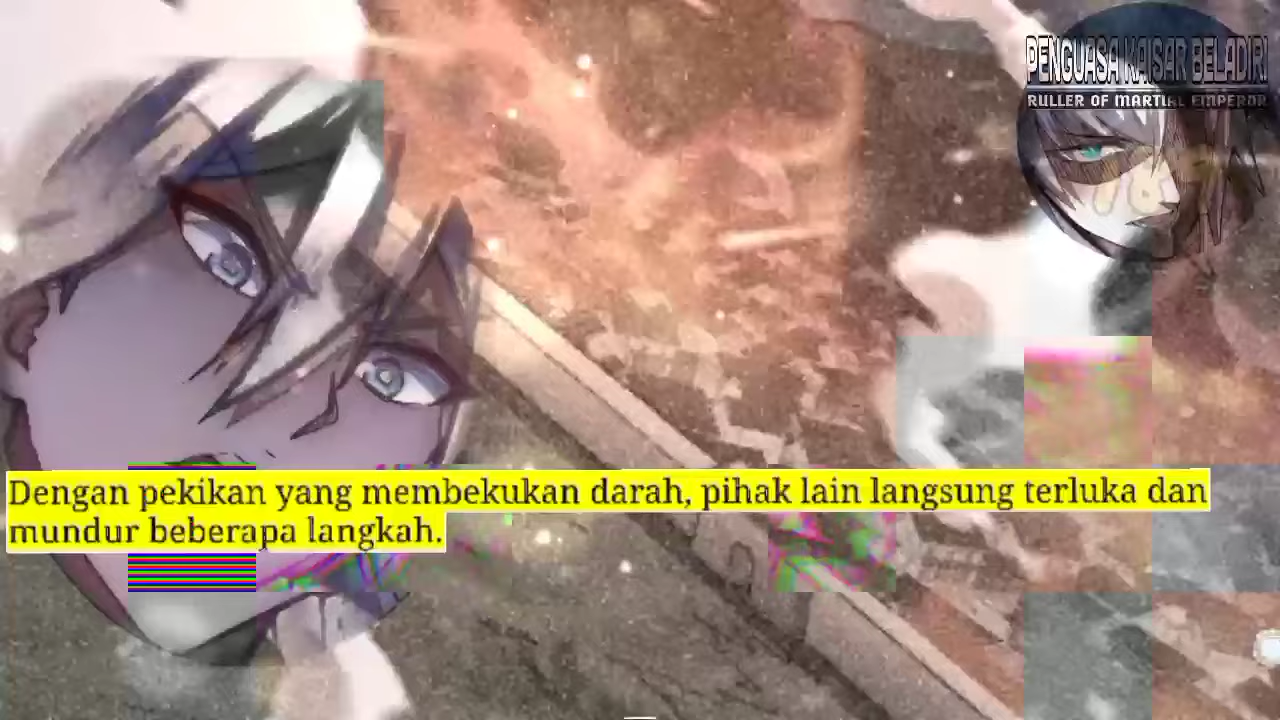 PENGUASA KAISAR BELADIRI
RULLER OF MARTIAL EMPEROR
Dengan pekikan yang membekukan darah, pihak lain langsung terluka dan
mundur beberapa langkah.